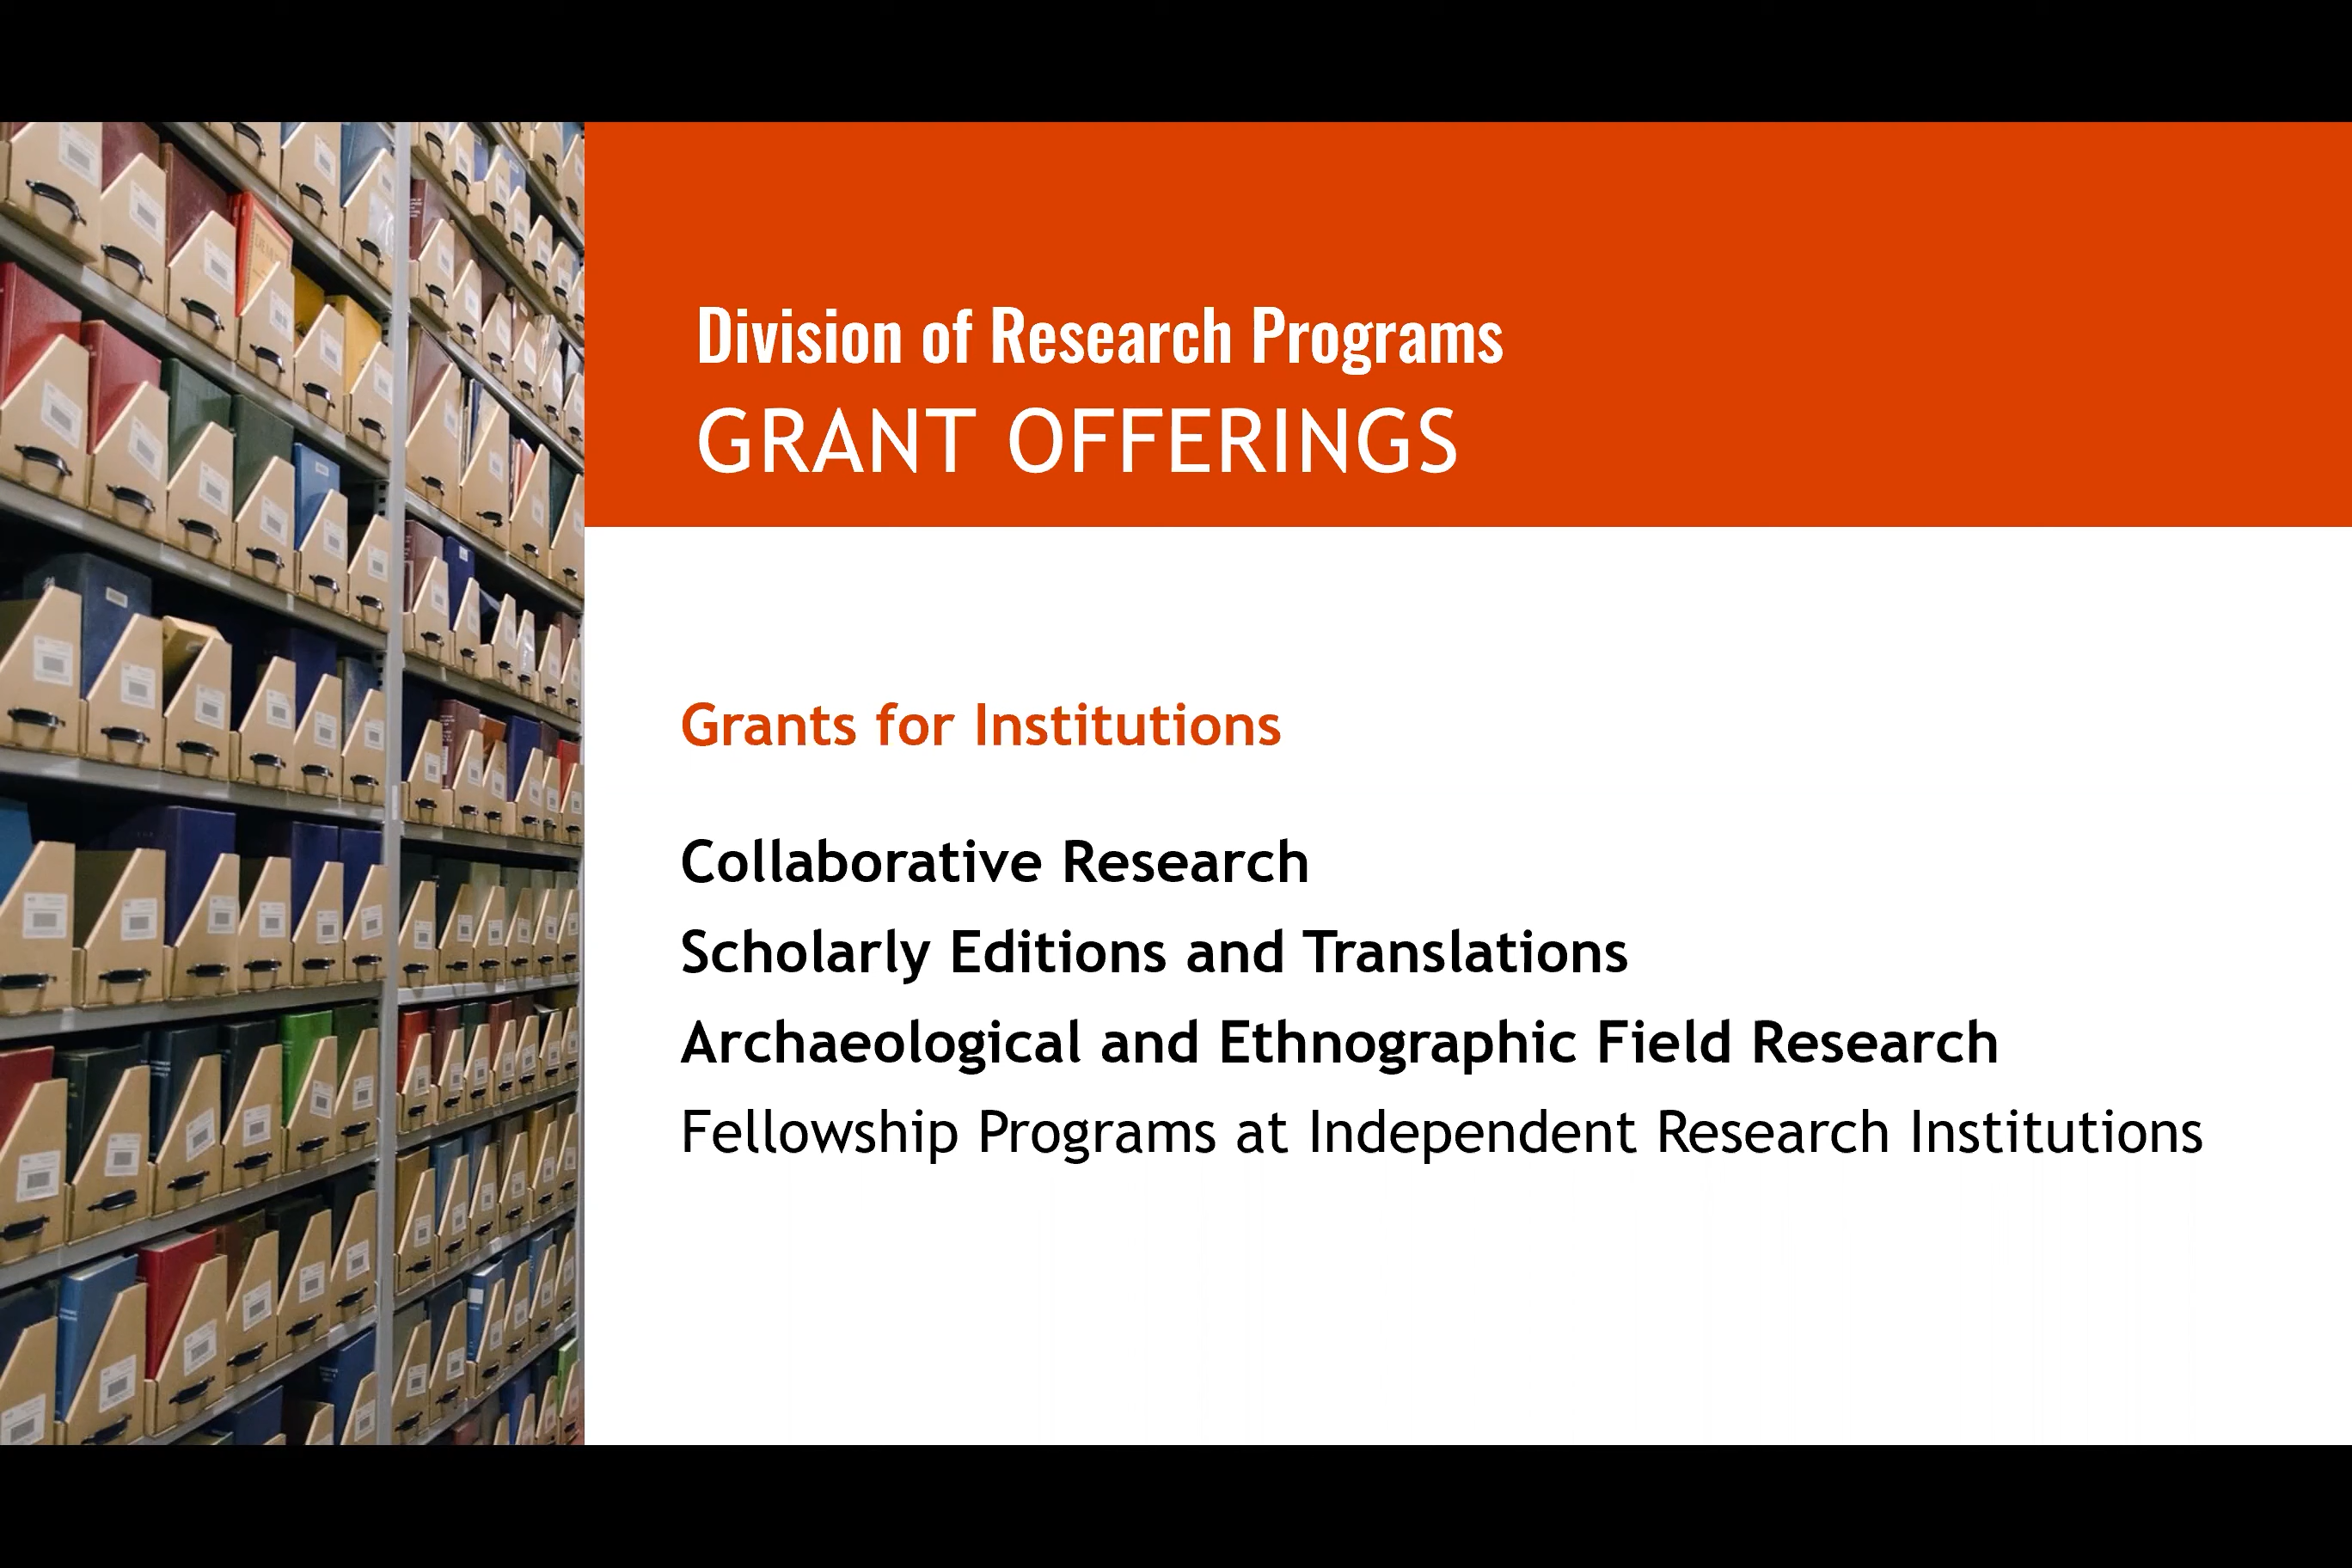 Division of Research Programs
GRANT OFFERINGS
Grants for Institutions
Collaborative Research
Scholarly Editions and Translations
Archaeological and Ethnographic Field Research
Fellowship Programs at Independent Research Institutions